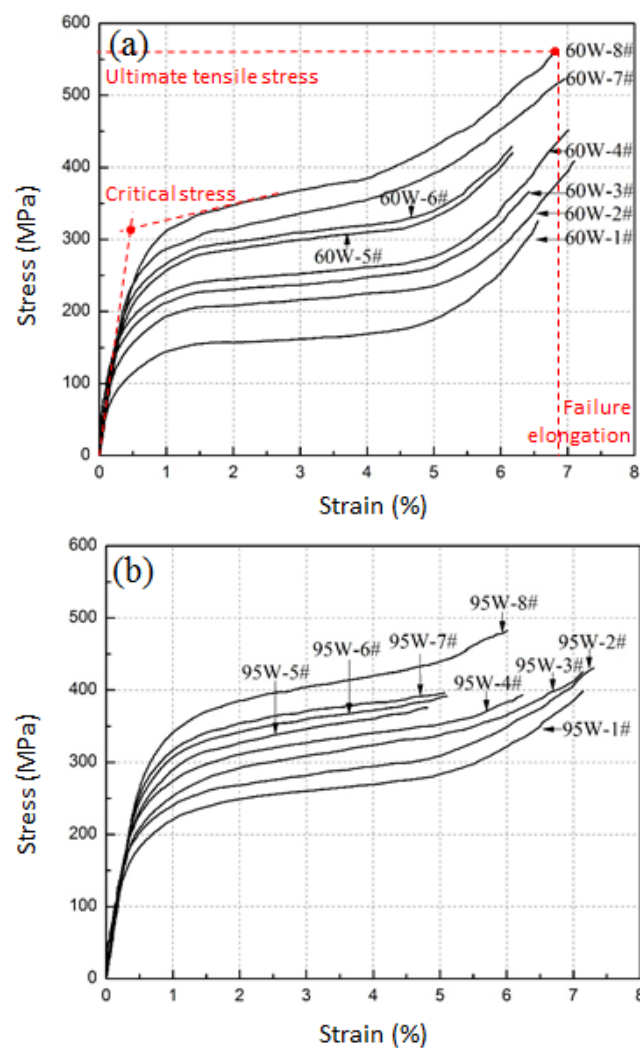 600
(a)
60W-8#
Ultimate tensile stress
60W-7#
500
400
60W-4#
Critical stress
60W-6#
60W-3#
300
60W-2#
60W-5#
60W-1#
200
100
Failure
elongation
0
0 1 2 3 4 5 6 7 8
Stress (MPa)
Strain (%)
600
(b)
95W-8#
500
95W-7#
95W-2#
95W-6#
95W-3#
95W-5#
95W-4#
400
95W-1#
300
200
100
0
0 1 2 3 4 5 6 7 8
Stress (MPa)
Strain (%)